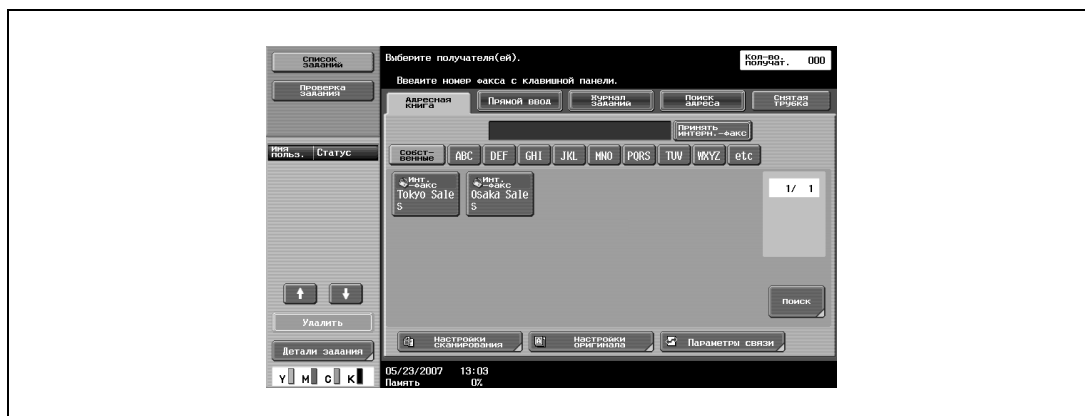 Список
заданий
Проверка
задания
Имя
польз.
Статус
Удалить
Детали задания
Y M C K
Выберите получателя(ей).
Кол-во.
получат.
000
Введите номер факса с клавишной панели.
Адресная
книга
Прямой ввод
Журнал
заданий
Поиск
адреса
Снятая
трубка
Принять
интерн.-факс
Собст-
венные
ABC
DEF
GHI
JKL
MNO
PQRS
TUV
WXYZ
etc
Инт.
-факс
Tokyo Sale
s
Инт.
-факс
Osaka Sale
s
1/ 1
Поиск
Настройки
сканирования
Настройки
оригинала
Параметры связи
05/23/2007 13:03
Память 0%